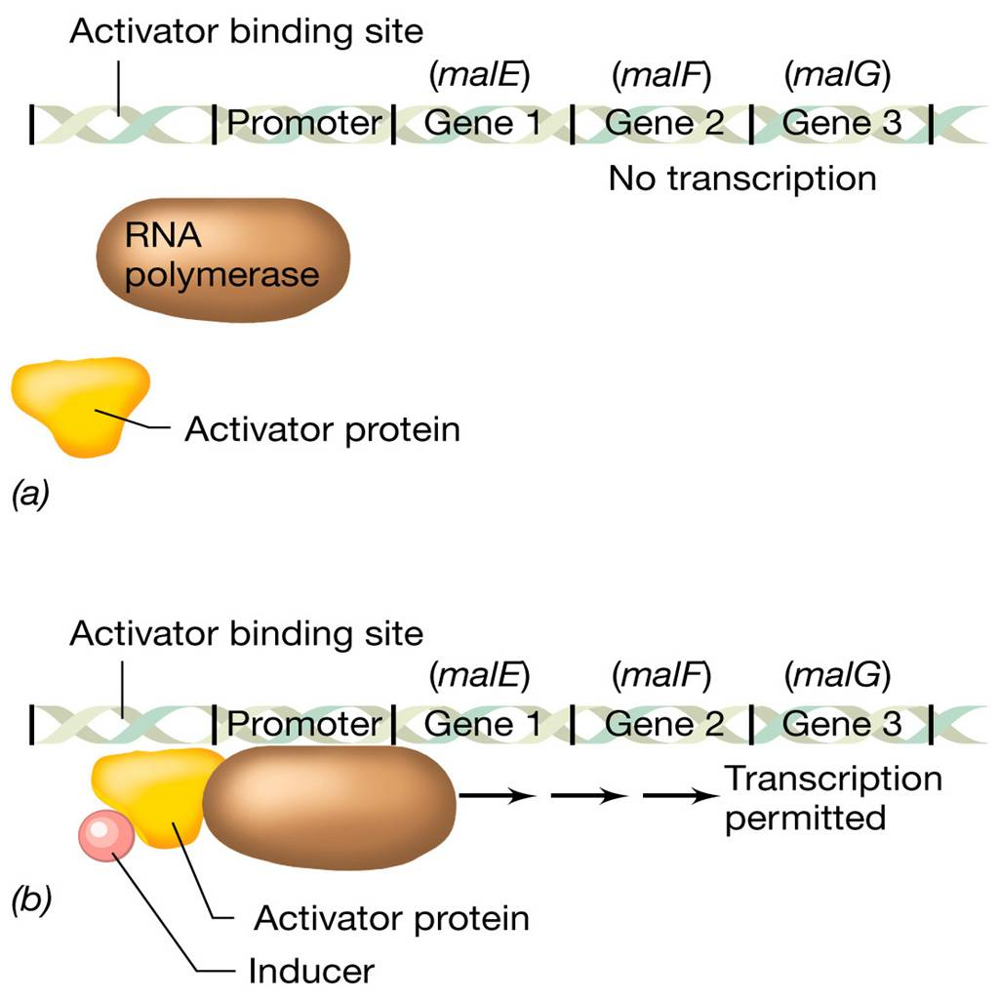 Activator binding site
(malE) (malF) (malG)
Promoter Gene 1 Gene 2 Gene 3
No transcription
RNA
polymerase
Activator protein
(a)
Activator binding site
(malE) (malF) (malG)
Promoter Gene 1 Gene 2 Gene 3
Transcription
permitted
(b)
Activator protein
Inducer